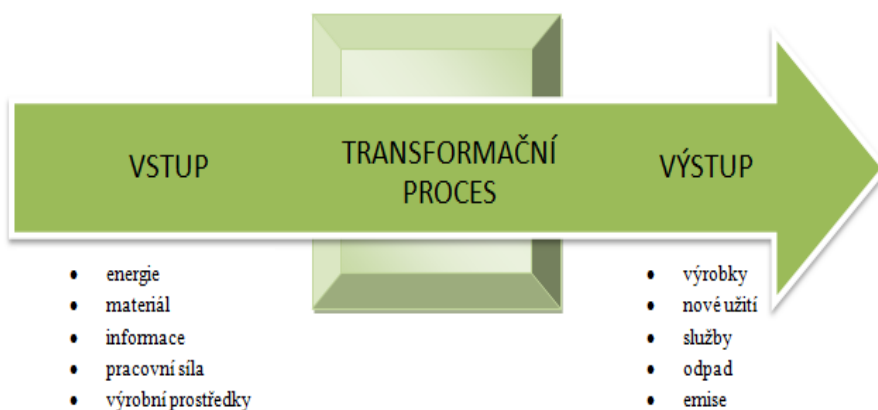 VSTUP
TRANSFORMAČNÍ
PROCES
VÝSTUP
• energie
• materiál
• informace
• pracovní síla
• výrobní prostředky
• výrobky
• nové užití
• služby
• odpad
• emise